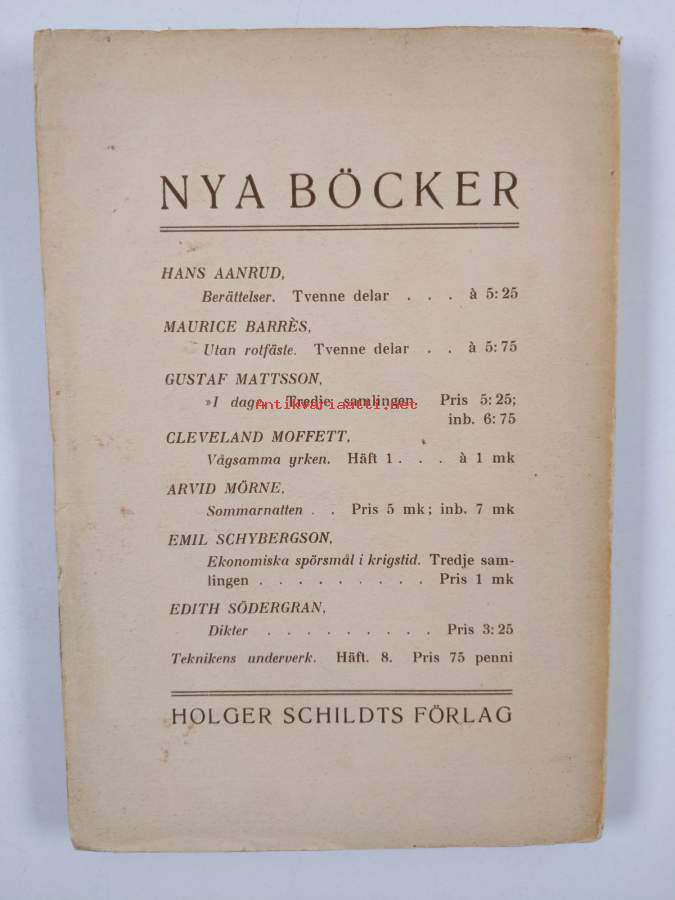 NYA BÖCKER
HANS AANRUD,
Berättelser. Tvenne delar . . . à 5:25
MAURICE BARRÈS,
Utan rotfäste. Tvenne delar . . à 5:75
GUSTAF MATTSSON,
»I dag». Tredje samlingen. Pris 5:25;
Antikvariaatti.net
inb. 6:75
CLEVELAND MOFFETT,
Vågsamma yrken. Häft 1 . . . à 1 mk
ARVID MÖRNE,
Sommarnatten . . Pris 5 mk; inb. 7 mk
EMIL SCHYBERGSON,
Ekonomiska spörsmål i krigstid. Tredje sam-
lingen . . . . . . . . . Pris 1 mk
EDITH SÖDERGRAN,
Dikter . . . . . . . . . Pris 3:25
Teknikens underverk. Häft. 8. Pris 75 penni
HOLGER SCHILDTS FÖRLAG